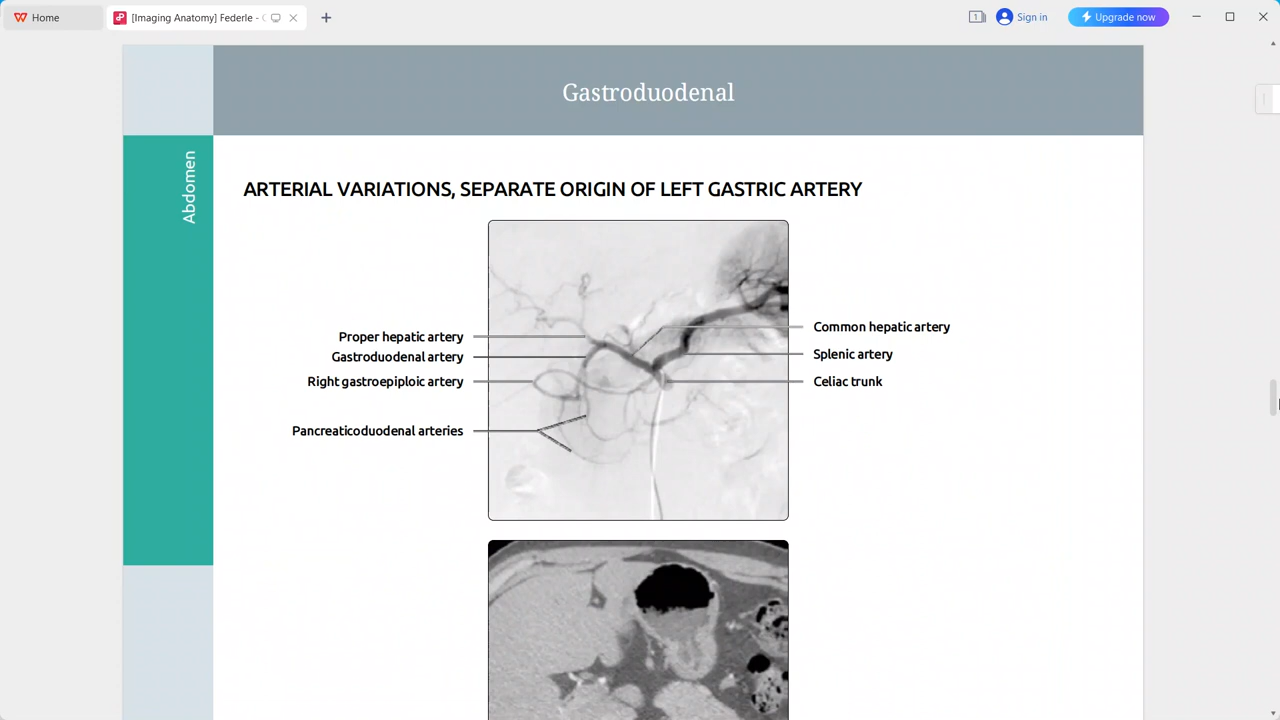 Home
[Imaging Anatomy] Federle -
1
Sign in
Upgrade now
Gastroduodenal
Abdomen
ARTERIAL VARIATIONS, SEPARATE ORIGIN OF LEFT GASTRIC ARTERY
Proper hepatic artery
Gastroduodenal artery
Right gastroepiploic artery
Pancreaticoduodenal arteries
Common hepatic artery
Splenic artery
Celiac trunk